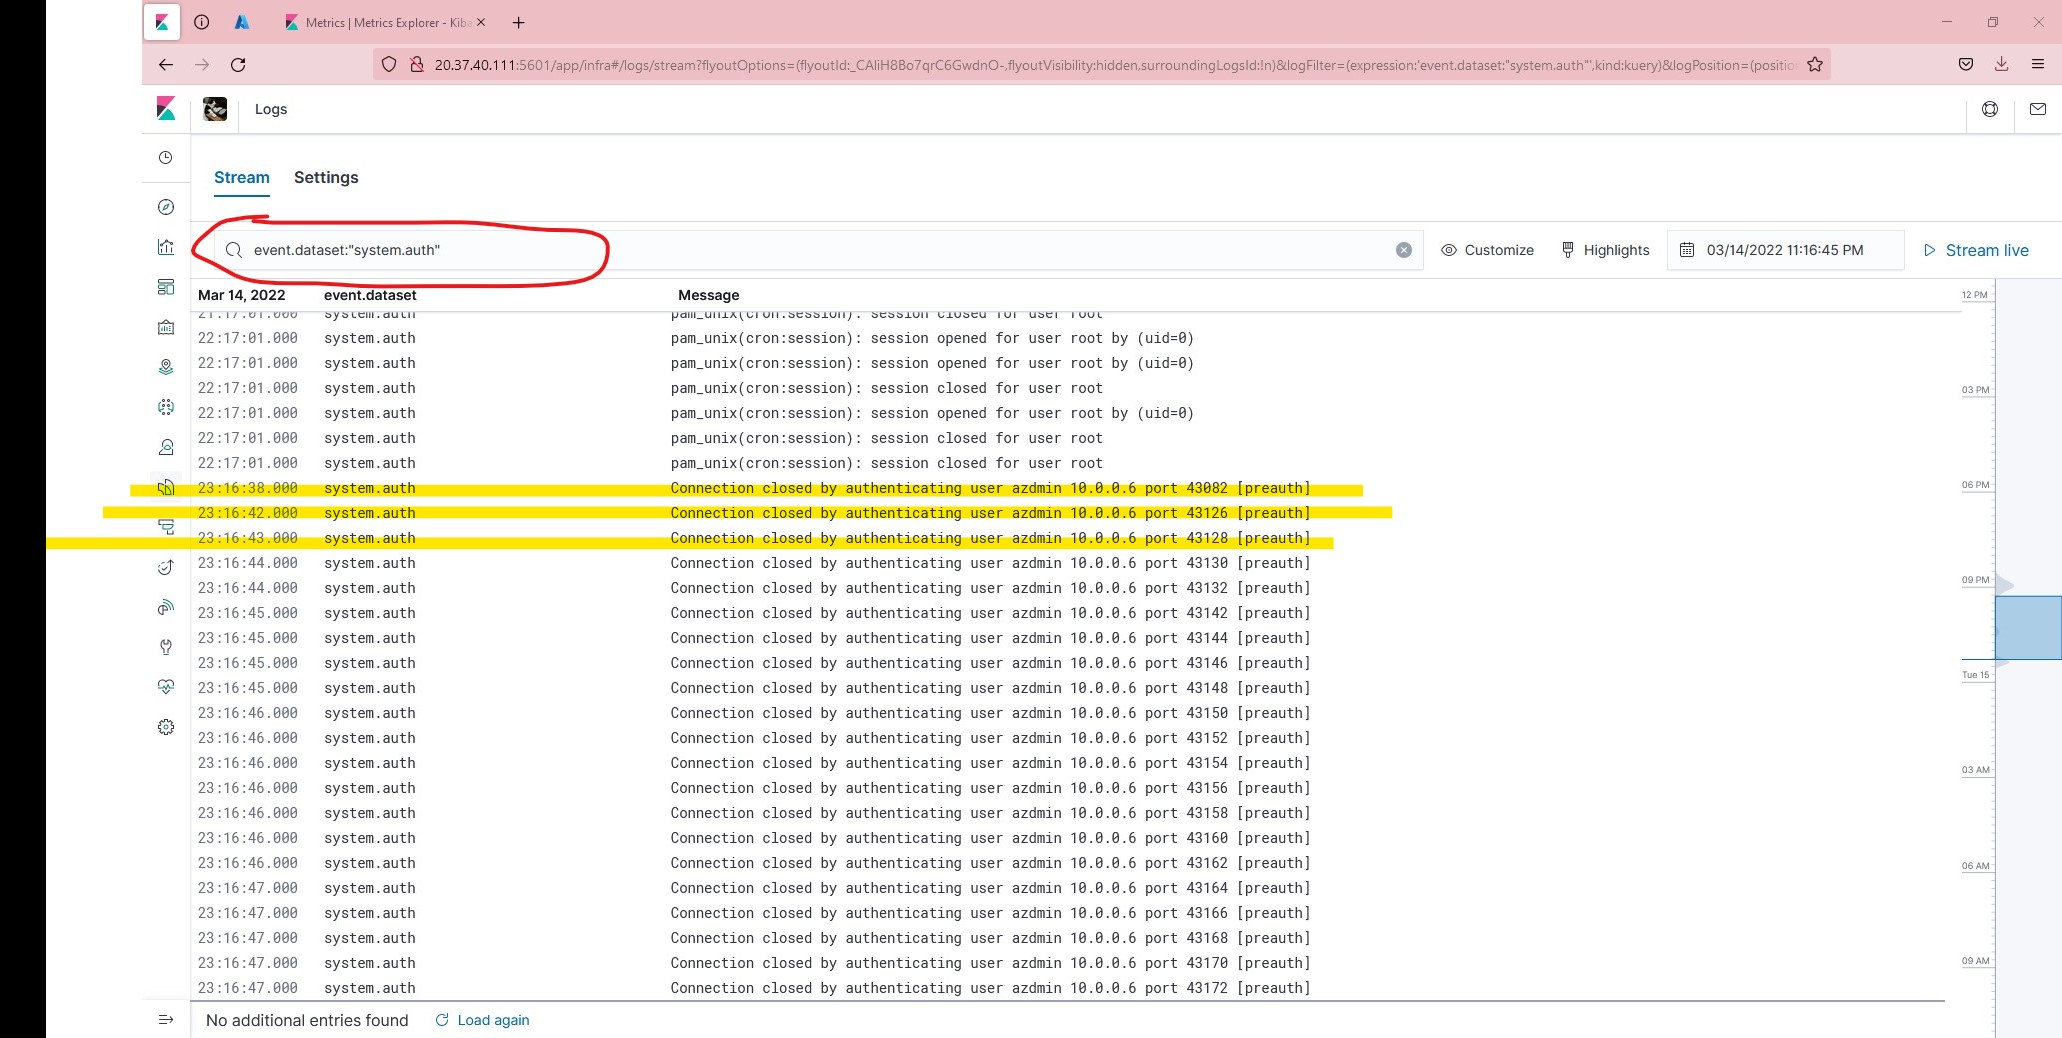 Metrics | Metrics Explorer - Kiba
20.37.40.111:5601/app/infra#/logs/stream?flyoutOptions=(flyoutId:_CAIiH8Bo7qrC6GwdnO-,flyoutVisibility:hidden,surroundingLogsId:!n)&logFilter=(expression:'event.dataset:"system.auth"',kind:kuery)&logPosition=(position
Logs
Stream Settings
event.dataset:"system.auth" Customize Highlights 03/14/2022 11:16:45 PM Stream live
Mar 14, 2022 event.dataset Message
21:17:01.000 system.auth pam_unix(cron:session): session closed for user root
22:17:01.000 system.auth pam_unix(cron:session): session opened for user root by (uid=0)
22:17:01.000 system.auth pam_unix(cron:session): session opened for user root by (uid=0)
22:17:01.000 system.auth pam_unix(cron:session): session closed for user root
22:17:01.000 system.auth pam_unix(cron:session): session opened for user root by (uid=0)
22:17:01.000 system.auth pam_unix(cron:session): session closed for user root
22:17:01.000 system.auth pam_unix(cron:session): session closed for user root
23:16:38.000 system.auth Connection closed by authenticating user azdmin 10.0.0.6 port 43082 [preauth]
23:16:42.000 system.auth Connection closed by authenticating user azdmin 10.0.0.6 port 43126 [preauth]
23:16:43.000 system.auth Connection closed by authenticating user azdmin 10.0.0.6 port 43128 [preauth]
23:16:44.000 system.auth Connection closed by authenticating user azdmin 10.0.0.6 port 43130 [preauth]
23:16:44.000 system.auth Connection closed by authenticating user azdmin 10.0.0.6 port 43132 [preauth]
23:16:45.000 system.auth Connection closed by authenticating user azdmin 10.0.0.6 port 43142 [preauth]
23:16:45.000 system.auth Connection closed by authenticating user azdmin 10.0.0.6 port 43144 [preauth]
23:16:45.000 system.auth Connection closed by authenticating user azdmin 10.0.0.6 port 43146 [preauth]
23:16:45.000 system.auth Connection closed by authenticating user azdmin 10.0.0.6 port 43148 [preauth]
23:16:46.000 system.auth Connection closed by authenticating user azdmin 10.0.0.6 port 43150 [preauth]
23:16:46.000 system.auth Connection closed by authenticating user azdmin 10.0.0.6 port 43152 [preauth]
23:16:46.000 system.auth Connection closed by authenticating user azdmin 10.0.0.6 port 43154 [preauth]
23:16:46.000 system.auth Connection closed by authenticating user azdmin 10.0.0.6 port 43156 [preauth]
23:16:46.000 system.auth Connection closed by authenticating user azdmin 10.0.0.6 port 43158 [preauth]
23:16:46.000 system.auth Connection closed by authenticating user azdmin 10.0.0.6 port 43160 [preauth]
23:16:46.000 system.auth Connection closed by authenticating user azdmin 10.0.0.6 port 43162 [preauth]
23:16:47.000 system.auth Connection closed by authenticating user azdmin 10.0.0.6 port 43164 [preauth]
23:16:47.000 system.auth Connection closed by authenticating user azdmin 10.0.0.6 port 43166 [preauth]
23:16:47.000 system.auth Connection closed by authenticating user azdmin 10.0.0.6 port 43168 [preauth]
23:16:47.000 system.auth Connection closed by authenticating user azdmin 10.0.0.6 port 43170 [preauth]
23:16:47.000 system.auth Connection closed by authenticating user azdmin 10.0.0.6 port 43172 [preauth]
12 PM
03 PM
06 PM
09 PM
Tue 15
03 AM
06 AM
09 AM
No additional entries found Load again